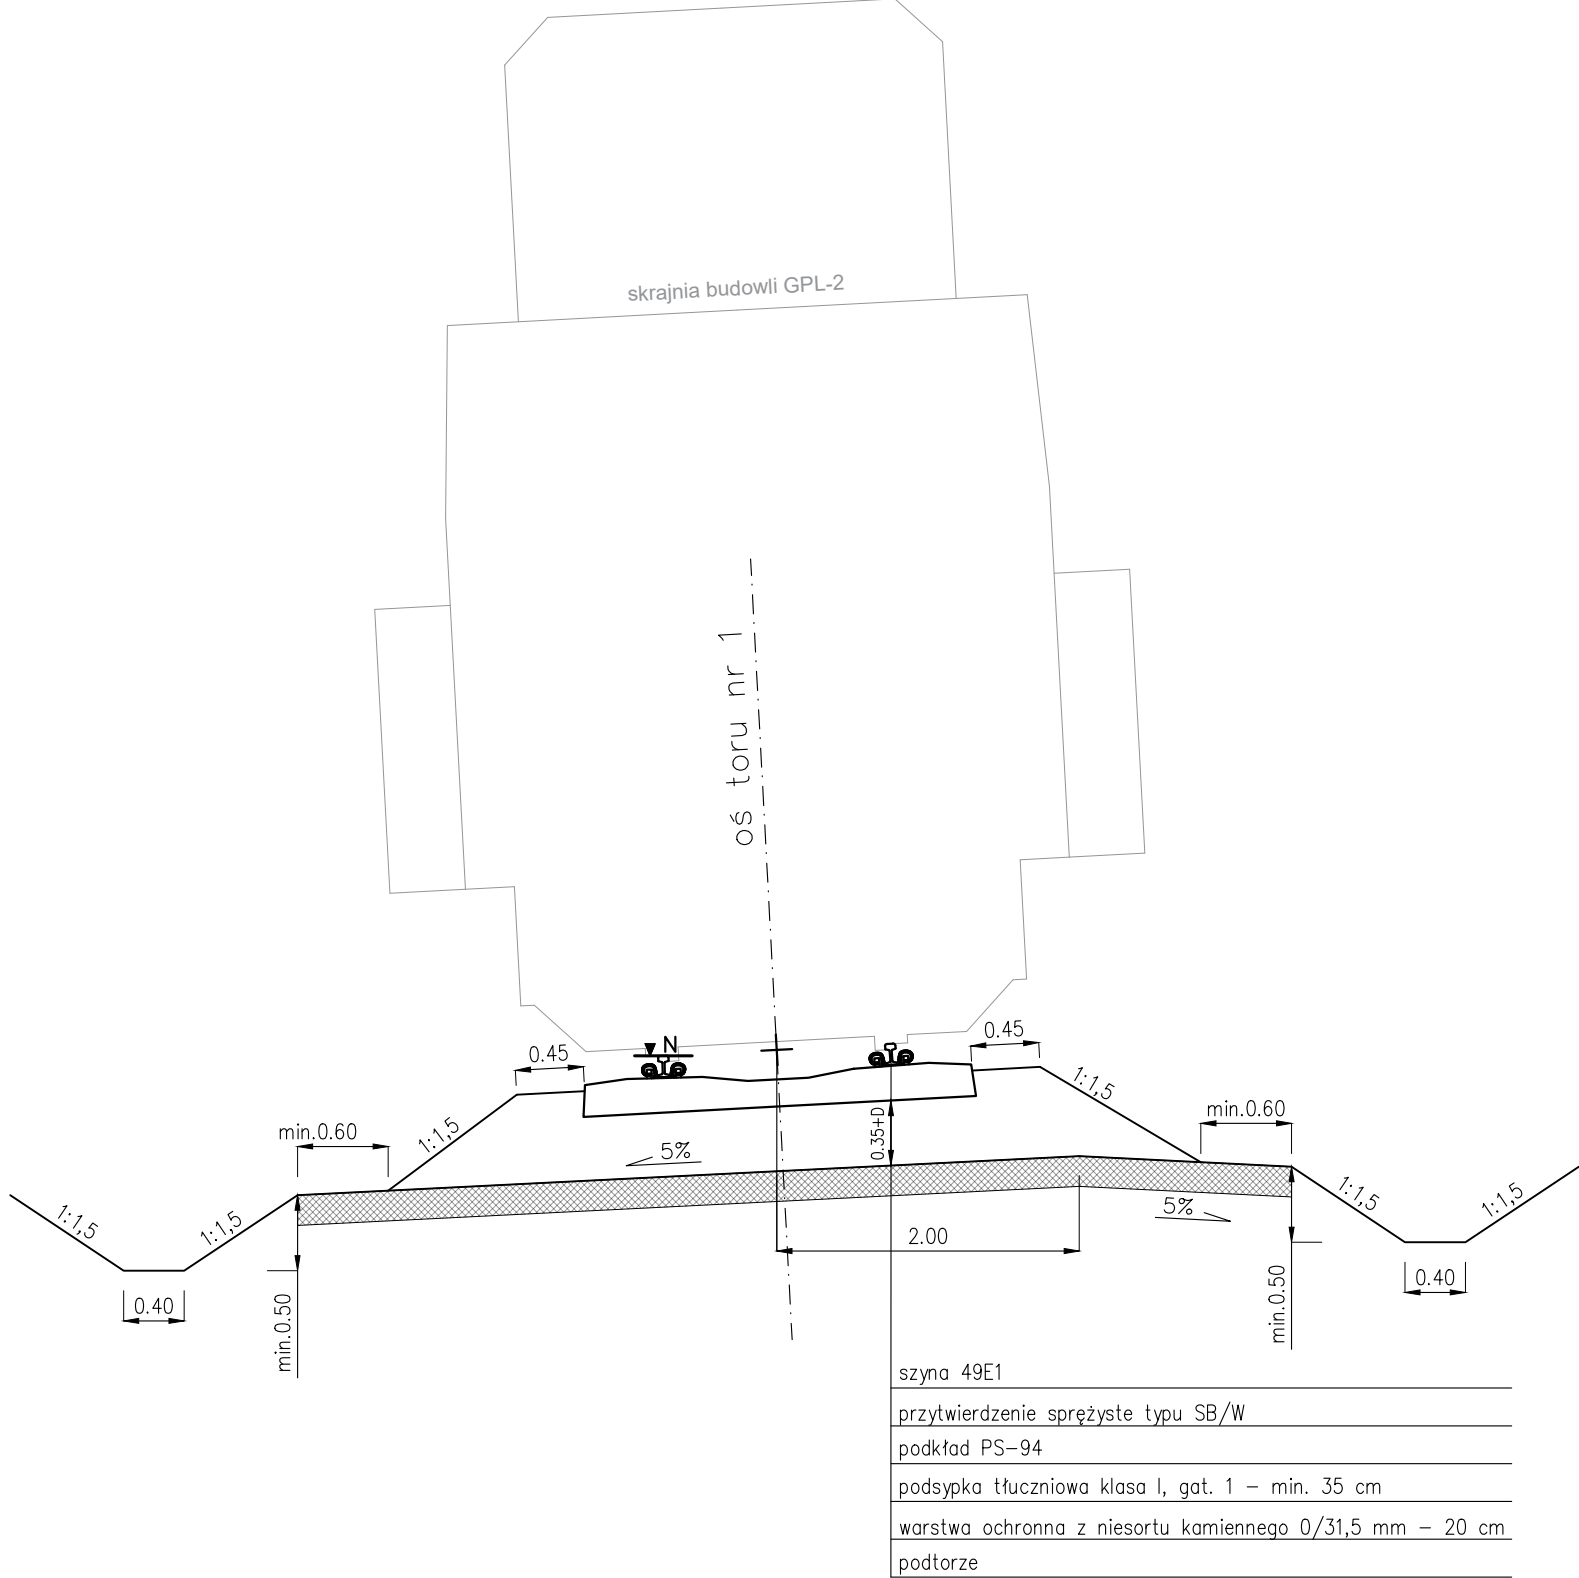 skrajnia budowli GPL-2
oś toru nr 1
N
0.45
0.45
1:1,5
1:1,5
min.0.60
min.0.60
0.35+D
5%
5%
1:1,5
1:1,5
1:1,5
1:1,5
2.00
0.40
0.40
min.0.50
min.0.50
szyna 49E1
przytwierdzenie sprężyste typu SB/W
podkład PS-94
podsypka tłuczniowa klasa I, gat. 1 - min. 35 cm
warstwa ochronna z niesortu kamiennego 0/31,5 mm - 20 cm
podtorze